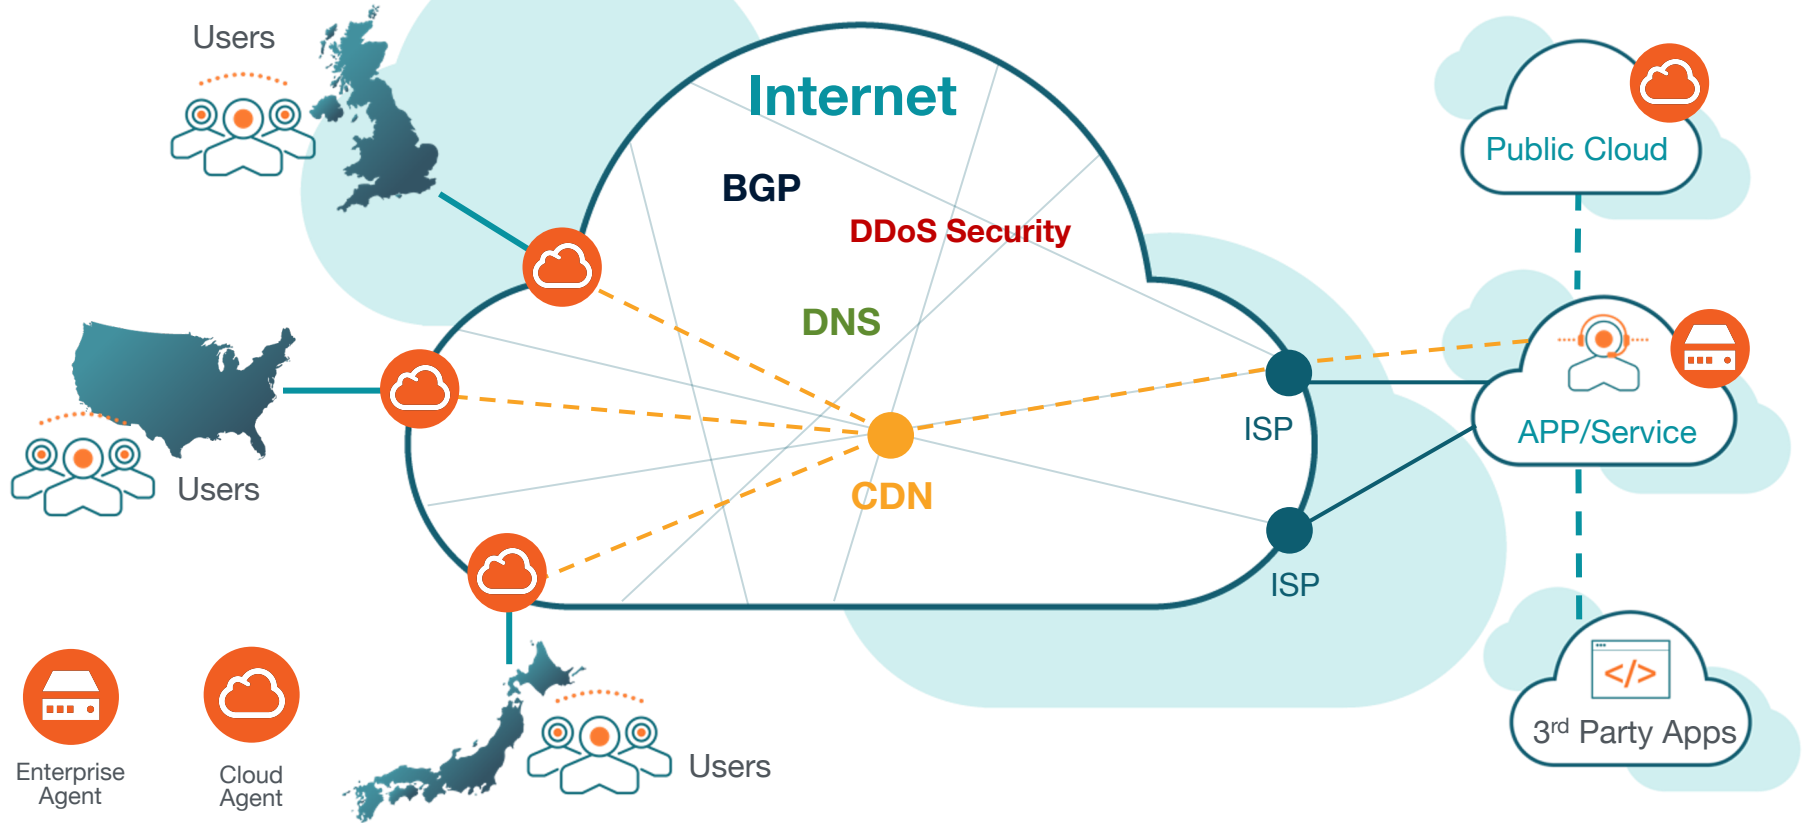 Users
Internet
BGP
DDoS Security
DNS
CDN
ISP
ISP
Public Cloud
APP/Service
</>
3rd Party Apps
Users
Users
Enterprise
Agent
Cloud
Agent